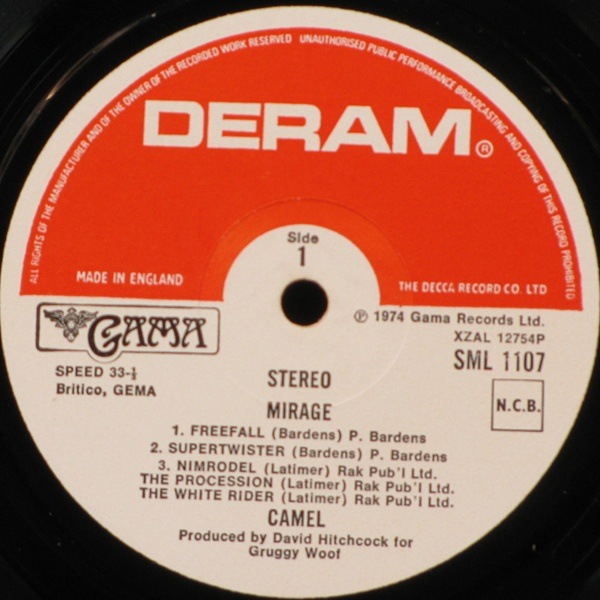 ALL RIGHTS OF THE MANUFACTURER AND OF THE OWNER OF THE RECORDED WORK RESERVED UNAUTHORISED PUBLIC PERFORMANCE BROADCASTING AND COPYING OF THIS RECORD PROHIBITED
DERAM®
Side
1
MADE IN ENGLAND
THE DECCA RECORD CO. LTD
GAMA
℗ 1974 Gama Records Ltd.
XZAL 12754P
SML 1107
SPEED 33-⅓
Britico, GEMA
N.C.B.
STEREO
MIRAGE
1. FREEFALL (Bardens) P. Bardens
2. SUPERTWISTER (Bardens) P. Bardens
3. NIMRODEL (Latimer) Rak Pub'l Ltd.
THE PROCESSION (Latimer) Rak Pub'l Ltd.
THE WHITE RIDER (Latimer) Rak Pub'l Ltd.
CAMEL
Produced by David Hitchcock for
Gruggy Woof